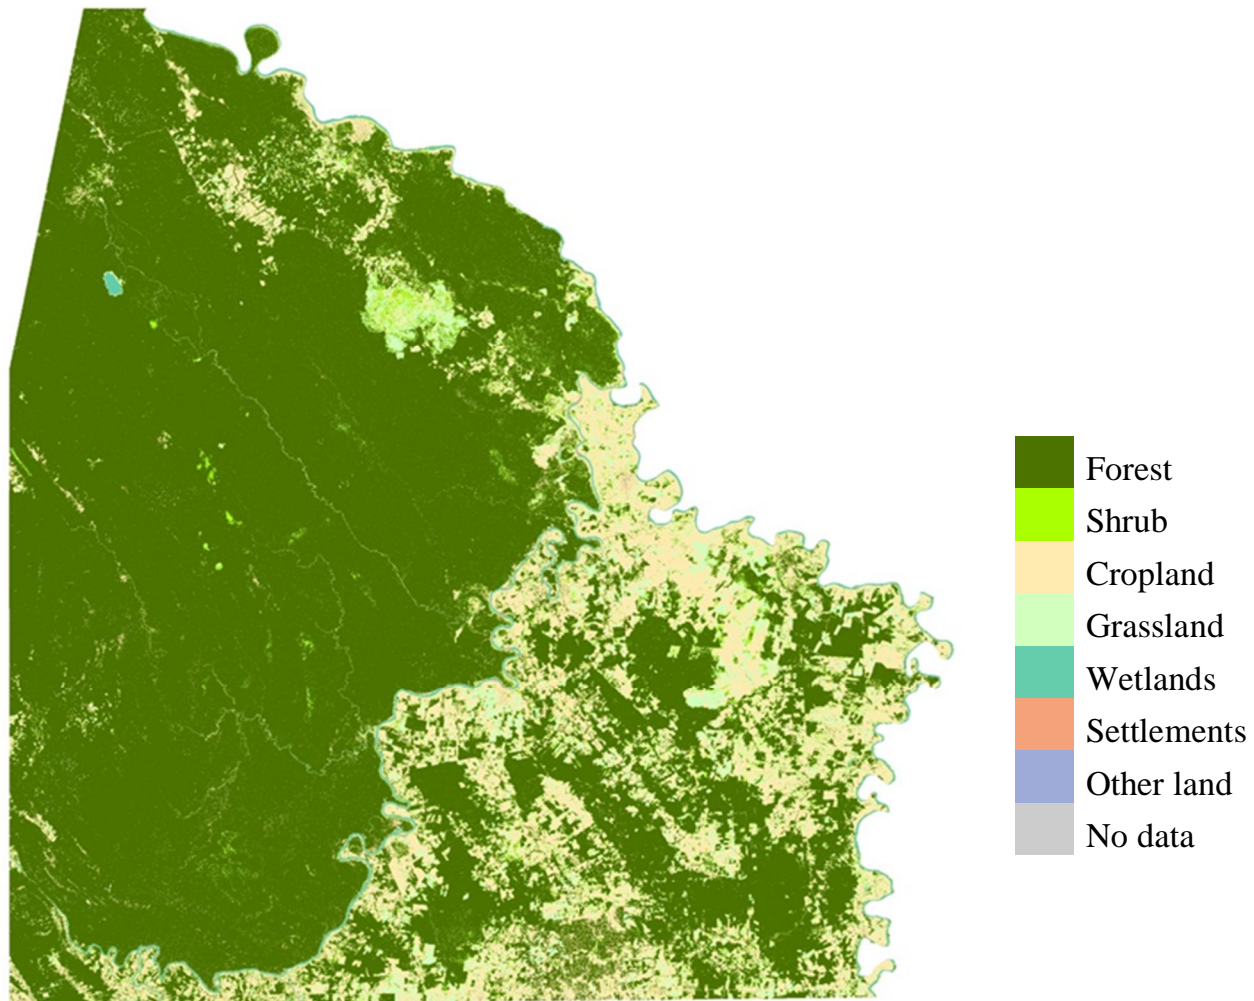 Forest
Shrub
Cropland
Grassland
Wetlands
Settlements
Other land
No data